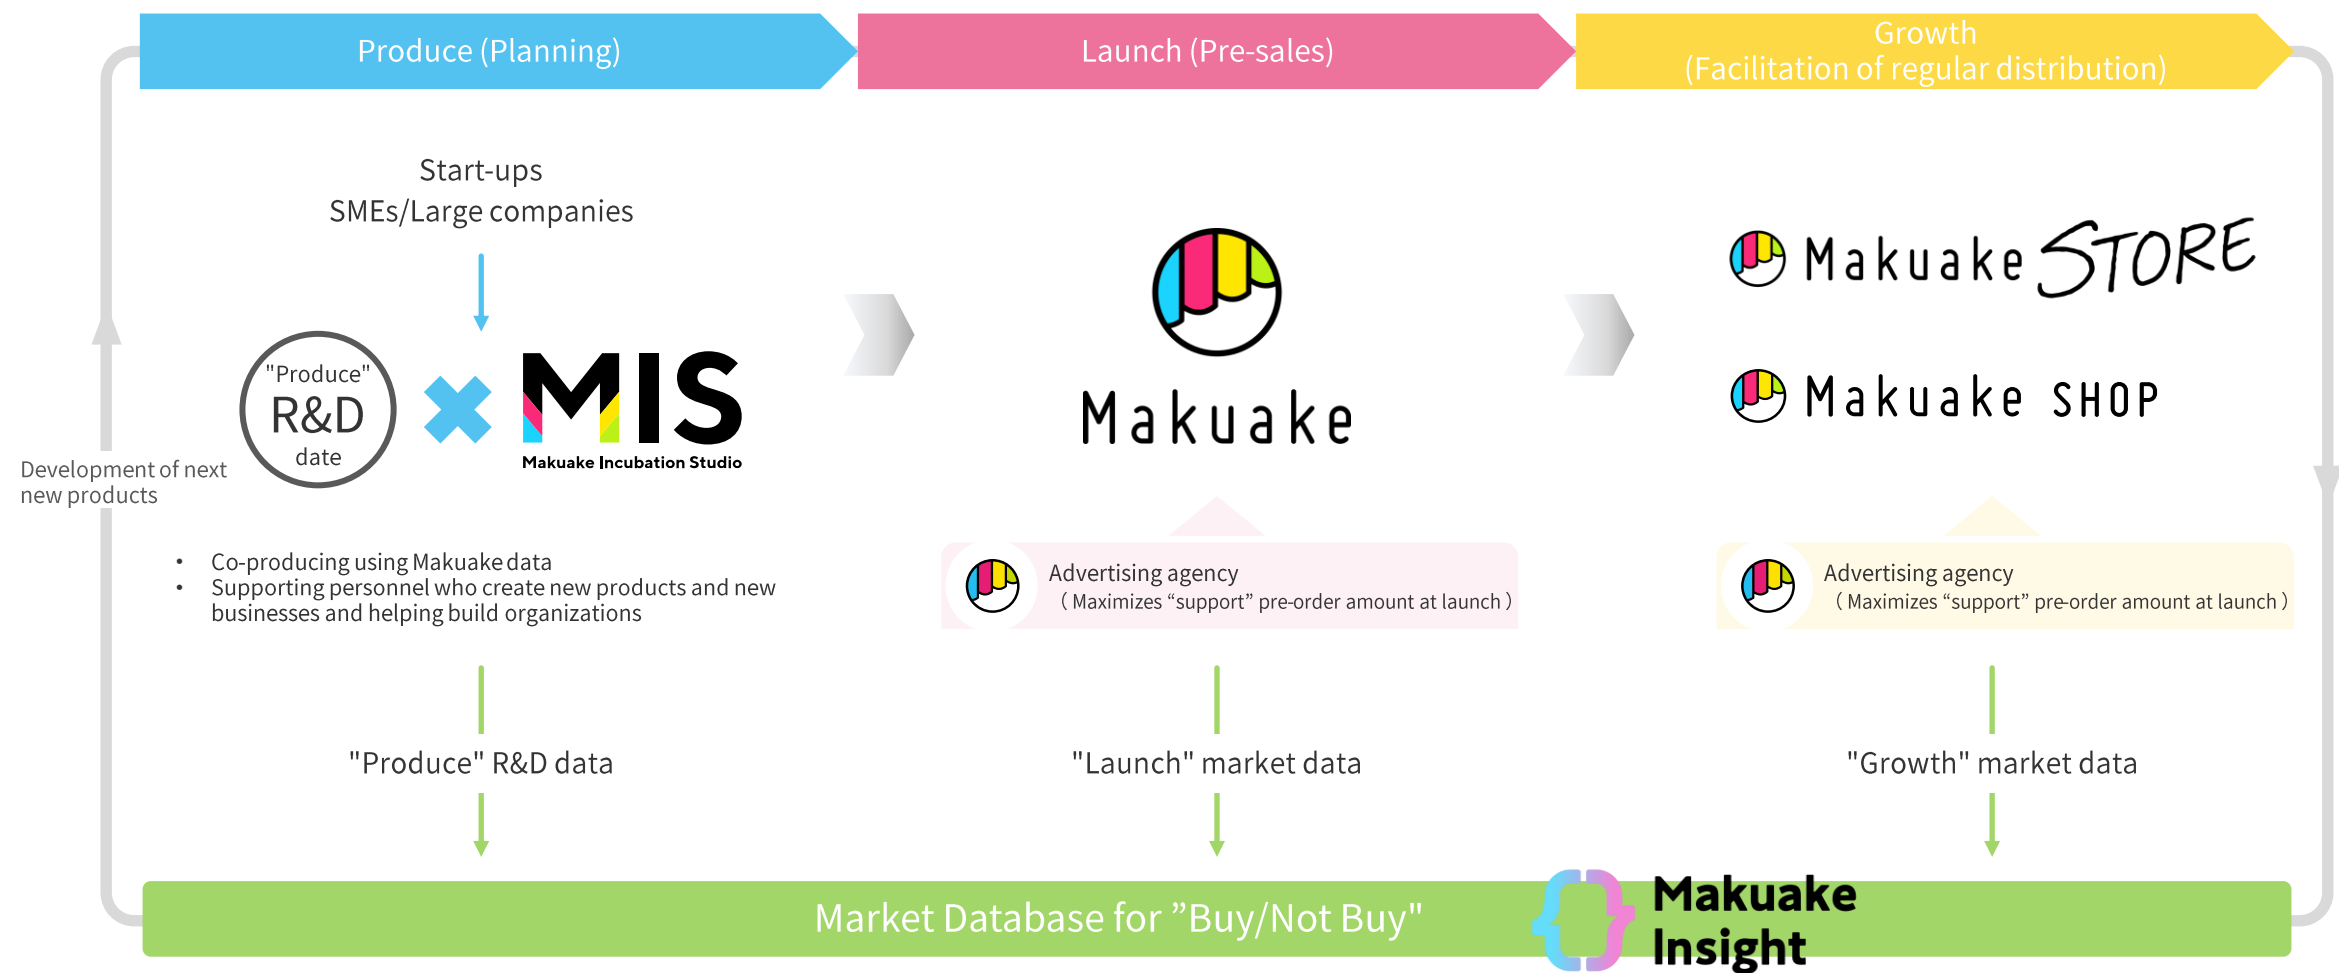 Produce (Planning)
Launch (Pre-sales)
Growth
(Facilitation of regular distribution)
Start-ups
SMEs/Large companies
"Produce"
R&D
date
MIS
Makuake Incubation Studio
Makuake
Makuake STORE
Makuake SHOP
Development of next
new products
• Co-producing using Makuake data
• Supporting personnel who create new products and new
businesses and helping build organizations
Advertising agency
（Maximizes “support” pre-order amount at launch）
Advertising agency
（Maximizes “support” pre-order amount at launch）
"Produce" R&D data
"Launch" market data
"Growth" market data
Market Database for ”Buy/Not Buy"
{} Makuake
Insight